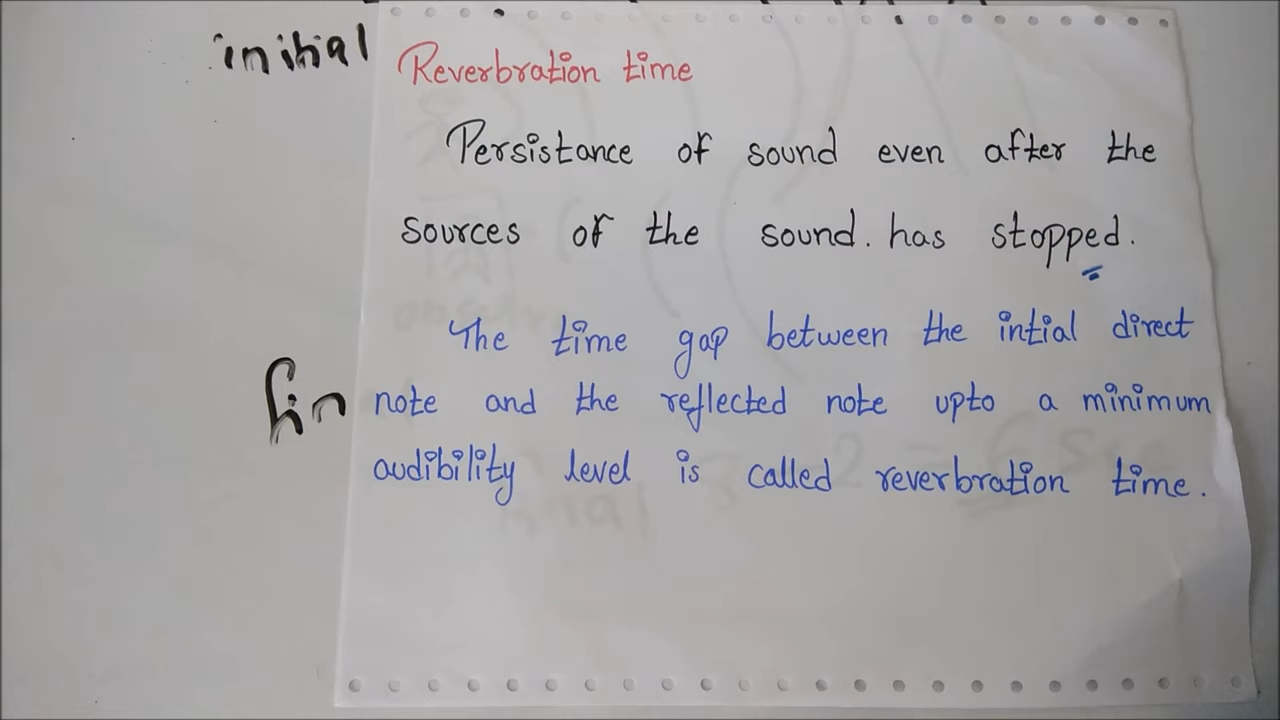 initial
Reverbration time
Persistance of sound even after the
sources of the sound. has stopped.
The time gap between the intial direct
note and the reflected note upto a minimum
audibility level is called reverbration time.
fin